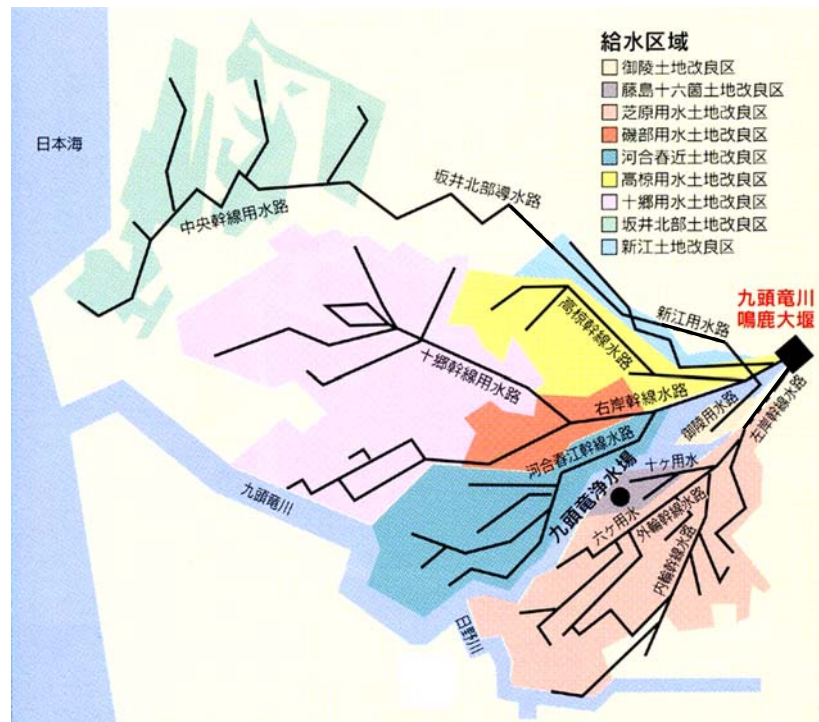 給水区域
御陵土地改良区
藤島十六箇土地改良区
芝原用水土地改良区
磯部用水土地改良区
河合春近土地改良区
高椋用水土地改良区
十郷用水土地改良区
坂井北部土地改良区
新江土地改良区
日本海
坂井北部導水路
中央幹線用水路
九頭竜川
鳴鹿大堰
新江用水路
高椋幹線水路
十郷幹線用水路
右岸幹線水路
御陵用水路
左岸幹線水路
河合春江幹線水路
十ヶ用水
九頭竜浄水場
六ヶ用水
外輪幹線水路
内輪幹線水路
九頭竜川
日野川